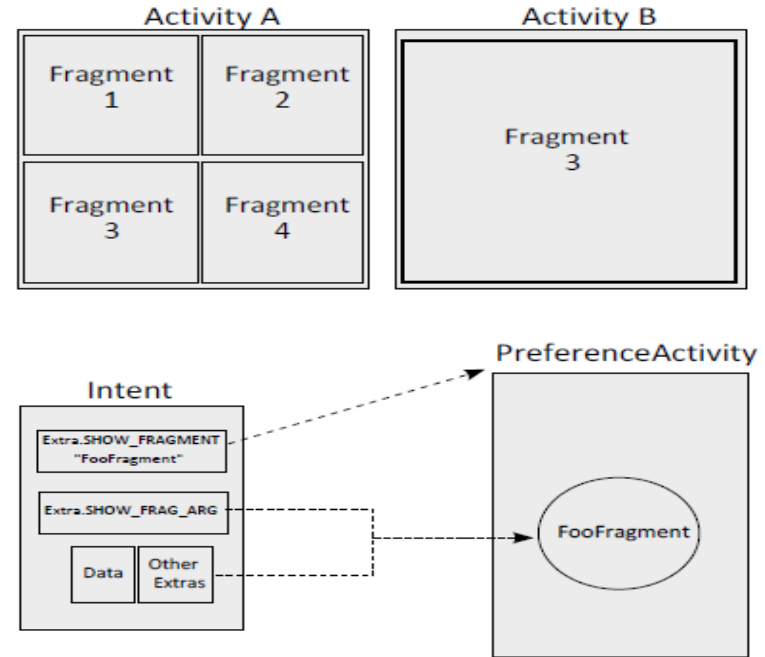 Activity A
Activity B
Fragment
1
Fragment
2
Fragment
3
Fragment
4
Fragment
3
PreferenceActivity
Intent
Extra.SHOW_FRAGMENT
"FooFragment"
Extra.SHOW_FRAG_ARG
Data
Other
Extras
FooFragment